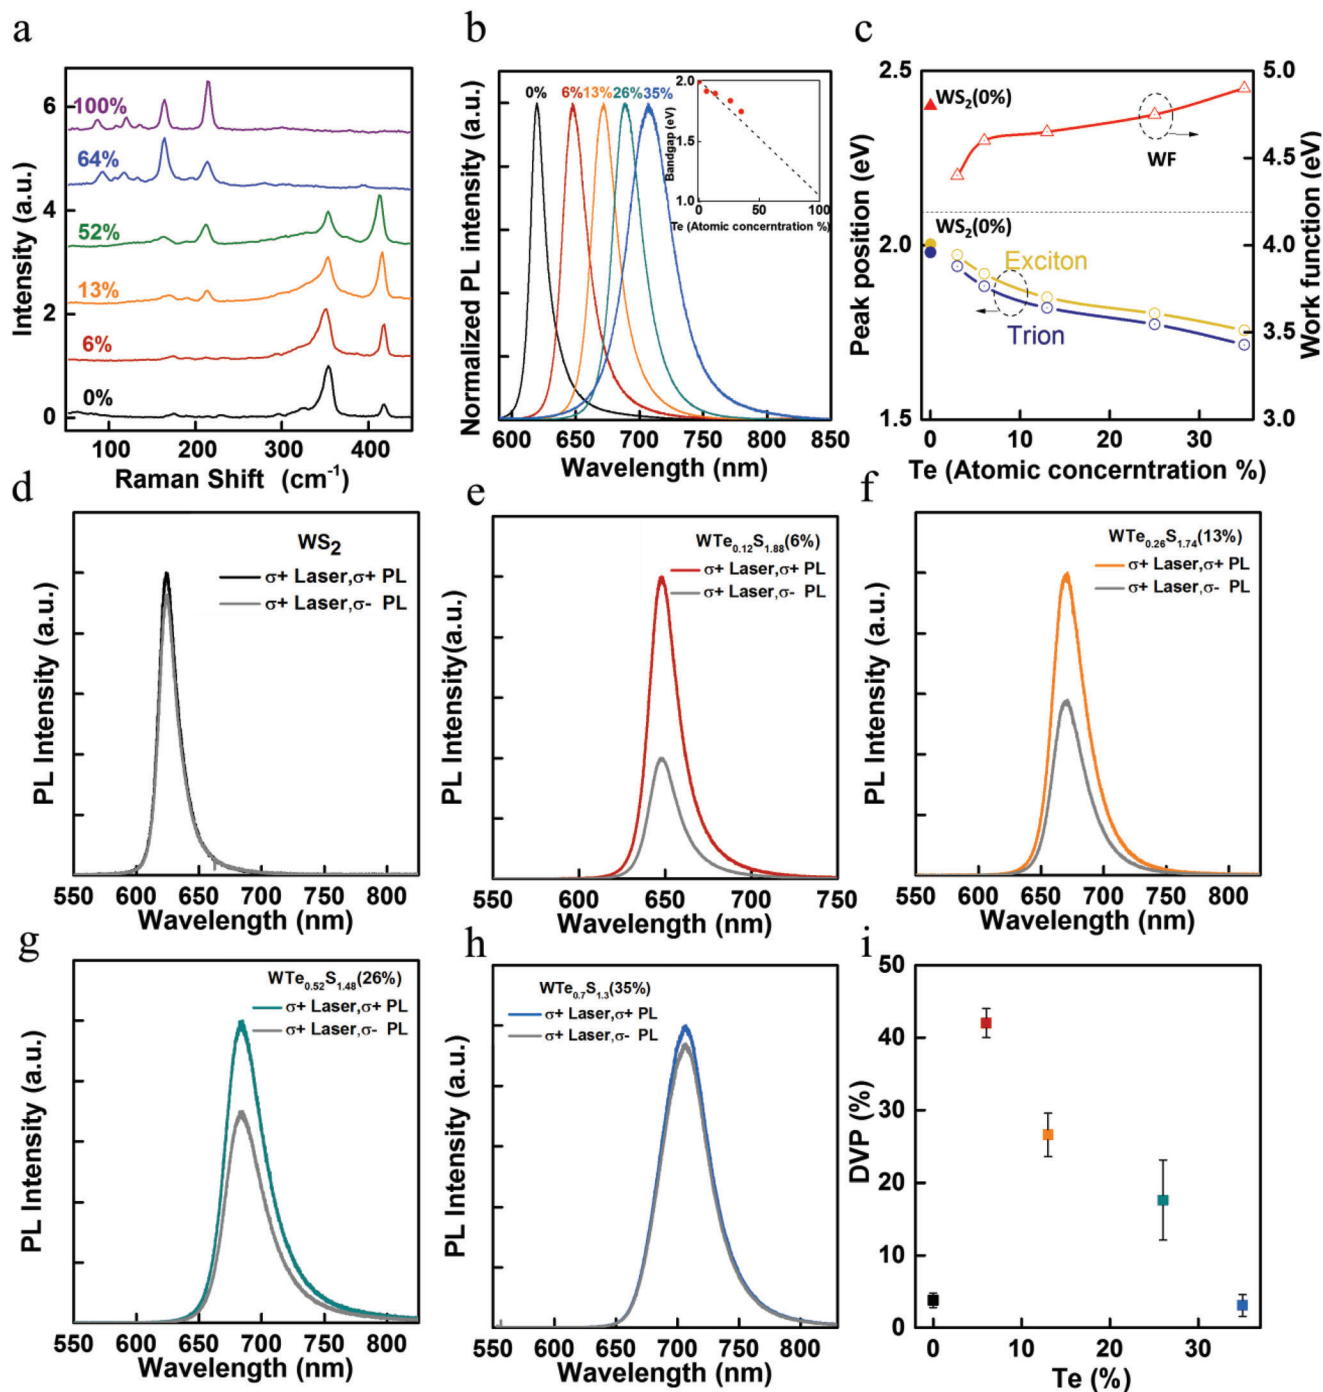 a
6
4
2
0
100%
64%
52%
13%
6%
0%
100 200 300 400
Intensity (a.u.)
Raman Shift (cm-1)
b
0% 6% 13% 26% 35%
2.0
1.5
1.0
0 50 100
Bandgap (eV)
Te (Atomic concerntration %)
Normalized PL intensity (a.u.)
600 650 700 750 800 850
Wavelength (nm)
c
2.5
2.0
1.5
5.0
4.5
4.0
3.5
3.0
WS2(0%)
WF
WS2(0%)
Exciton
Trion
Peak position (eV)
Work function (eV)
0 10 20 30
Te (Atomic concerntration %)
d
WS2
σ+ Laser,σ+ PL
σ+ Laser,σ- PL
PL Intensity (a.u.)
550 600 650 700 750 800
Wavelength (nm)
e
WTe0.12S1.88(6%)
σ+ Laser,σ+ PL
σ+ Laser,σ- PL
PL Intensity(a.u.)
550 600 650 700 750
Wavelength (nm)
f
WTe0.26S1.74(13%)
σ+ Laser,σ+ PL
σ+ Laser,σ- PL
PL Intensity (a.u.)
550 600 650 700 750 800
Wavelength (nm)
g
WTe0.52S1.48(26%)
σ+ Laser,σ+ PL
σ+ Laser,σ- PL
PL Intensity (a.u.)
550 600 650 700 750 800
Wavelength (nm)
h
WTe0.7S1.3(35%)
σ+ Laser,σ+ PL
σ+ Laser,σ- PL
PL Intensity (a.u.)
550 600 650 700 750 800
Wavelength (nm)
i
50
40
30
20
10
0
DVP (%)
0 10 20 30
Te (%)